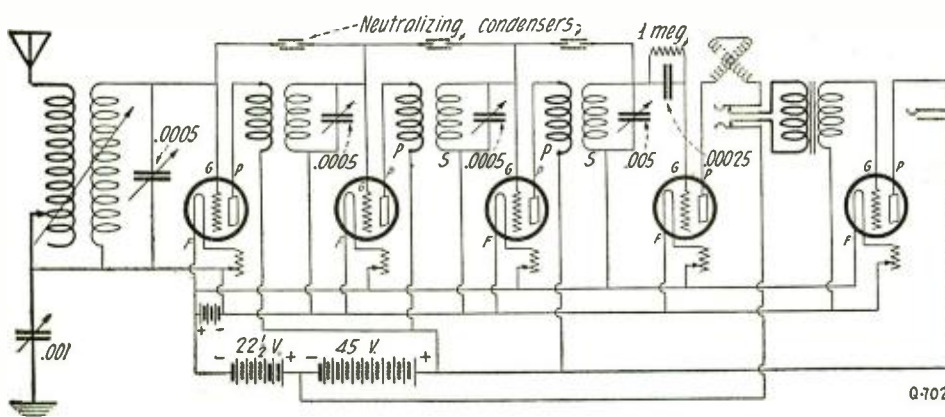 Neutralizing condensers
1 meg.
.0005
G P
.0005
P
G P
S
.0005
P
G P
S
.005
.00025
G P
G P
F
F
F
F
F
+ -
.001
- 22½ V. +
- 45 V. +
Q-702